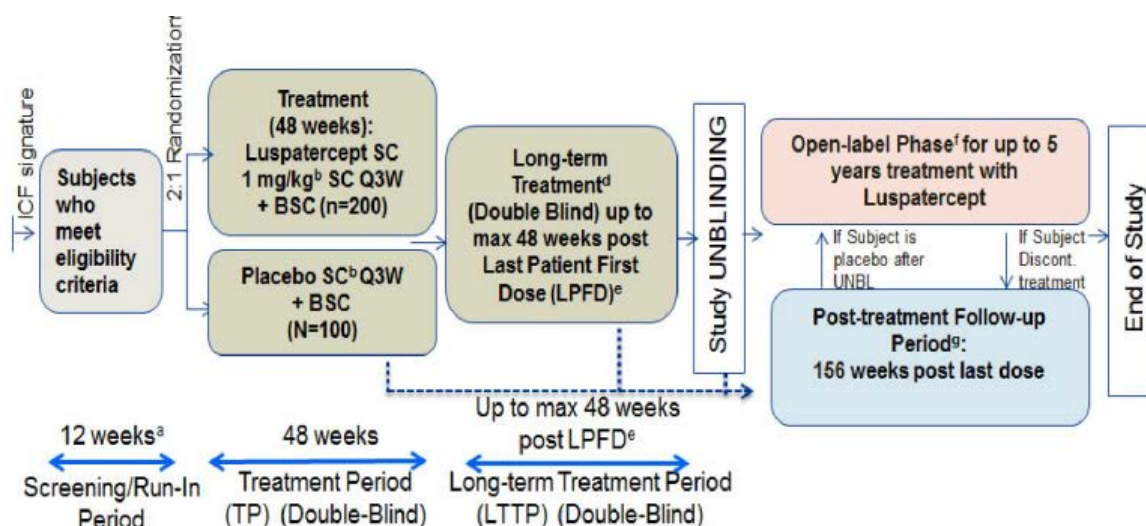 ICF signature
Subjects
who
meet
eligibility
criteria
2:1 Randomization
Treatment
(48 weeks):
Luspatercept SC
1 mg/kgᵇ SC Q3W
+ BSC (n=200)
Placebo SCᵇ Q3W
+ BSC
(N=100)
Long-term
Treatmentᵈ
(Double Blind) up to
max 48 weeks post
Last Patient First
Dose (LPFD)ᵉ
Study UNBLINDING
Open-label Phaseᶠ for up to 5
years treatment with
Luspatercept
If Subject is
placebo after
UNBL
If Subject
Discont.
treatment
Post-treatment Follow-up
Periodᵍ:
156 weeks post last dose
End of Study
12 weeksᵃ
Screening/Run-In
Period
48 weeks
Treatment Period
(TP) (Double-Blind)
Up to max 48 weeks
post LPFDᵉ
Long-term Treatment Period
(LTTP) (Double-Blind)